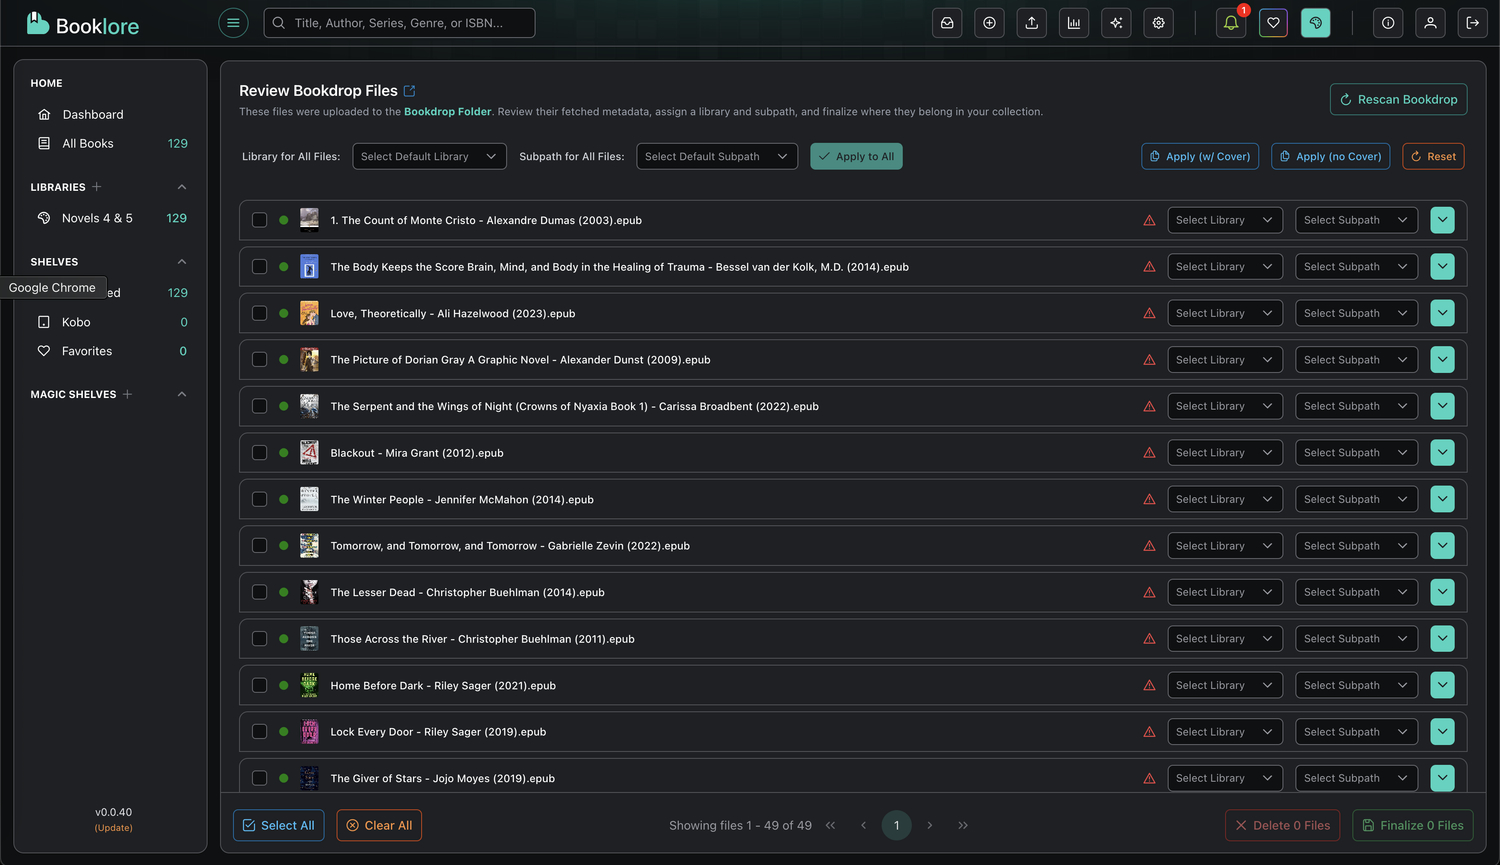 Booklore
Title, Author, Series, Genre, or ISBN...
1
HOME
Dashboard
All Books 129
LIBRARIES
Novels 4 & 5 129
SHELVES
Google Chrome
ed 129
Kobo 0
Favorites 0
MAGIC SHELVES
v0.0.40
(Update)
Review Bookdrop Files
These files were uploaded to the Bookdrop Folder. Review their fetched metadata, assign a library and subpath, and finalize where they belong in your collection.
Rescan Bookdrop
Library for All Files: Select Default Library Subpath for All Files: Select Default Subpath Apply to All Apply (w/ Cover) Apply (no Cover) Reset
1. The Count of Monte Cristo - Alexandre Dumas (2003).epub Select Library Select Subpath
The Body Keeps the Score Brain, Mind, and Body in the Healing of Trauma - Bessel van der Kolk, M.D. (2014).epub Select Library Select Subpath
Love, Theoretically - Ali Hazelwood (2023).epub Select Library Select Subpath
The Picture of Dorian Gray A Graphic Novel - Alexander Dunst (2009).epub Select Library Select Subpath
The Serpent and the Wings of Night (Crowns of Nyaxia Book 1) - Carissa Broadbent (2022).epub Select Library Select Subpath
Blackout - Mira Grant (2012).epub Select Library Select Subpath
The Winter People - Jennifer McMahon (2014).epub Select Library Select Subpath
Tomorrow, and Tomorrow, and Tomorrow - Gabrielle Zevin (2022).epub Select Library Select Subpath
The Lesser Dead - Christopher Buehlman (2014).epub Select Library Select Subpath
Those Across the River - Christopher Buehlman (2011).epub Select Library Select Subpath
Home Before Dark - Riley Sager (2021).epub Select Library Select Subpath
Lock Every Door - Riley Sager (2019).epub Select Library Select Subpath
The Giver of Stars - Jojo Moyes (2019).epub Select Library Select Subpath
Select All Clear All Showing files 1 - 49 of 49 1 Delete 0 Files Finalize 0 Files